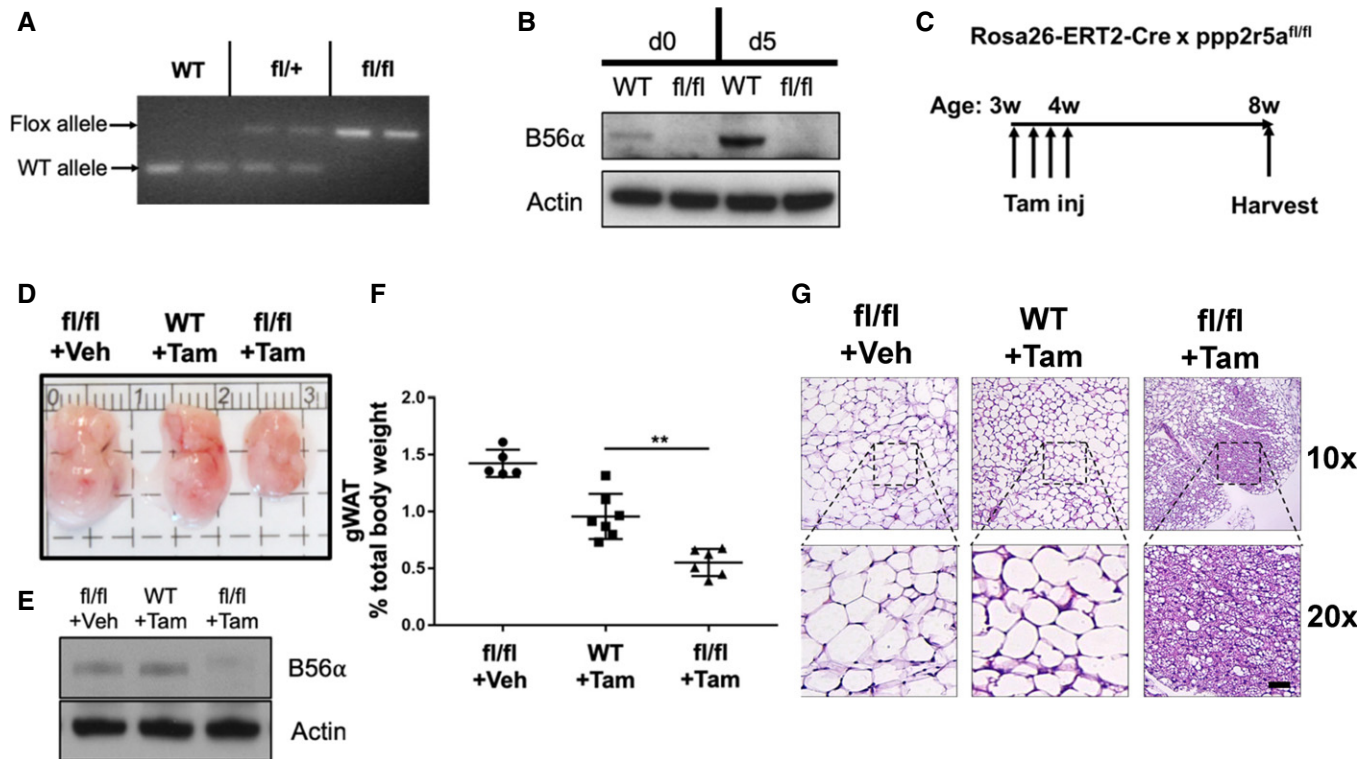 A
WT fl/+ fl/fl
Flox allele
WT allele
B
d0 d5
WT fl/fl WT fl/fl
B56α
Actin
C
Rosa26-ERT2-Cre x ppp2r5afl/fl
Age: 3w 4w 8w
Tam inj Harvest
D
fl/fl WT fl/fl
+Veh +Tam +Tam
0 1 2 3
E
fl/fl WT fl/fl
+Veh +Tam +Tam
B56α
Actin
F
gWAT
% total body weight
2.0
1.5
1.0
0.5
0.0
**
fl/fl WT fl/fl
+Veh +Tam +Tam
G
fl/fl WT fl/fl
+Veh +Tam +Tam
10x
20x